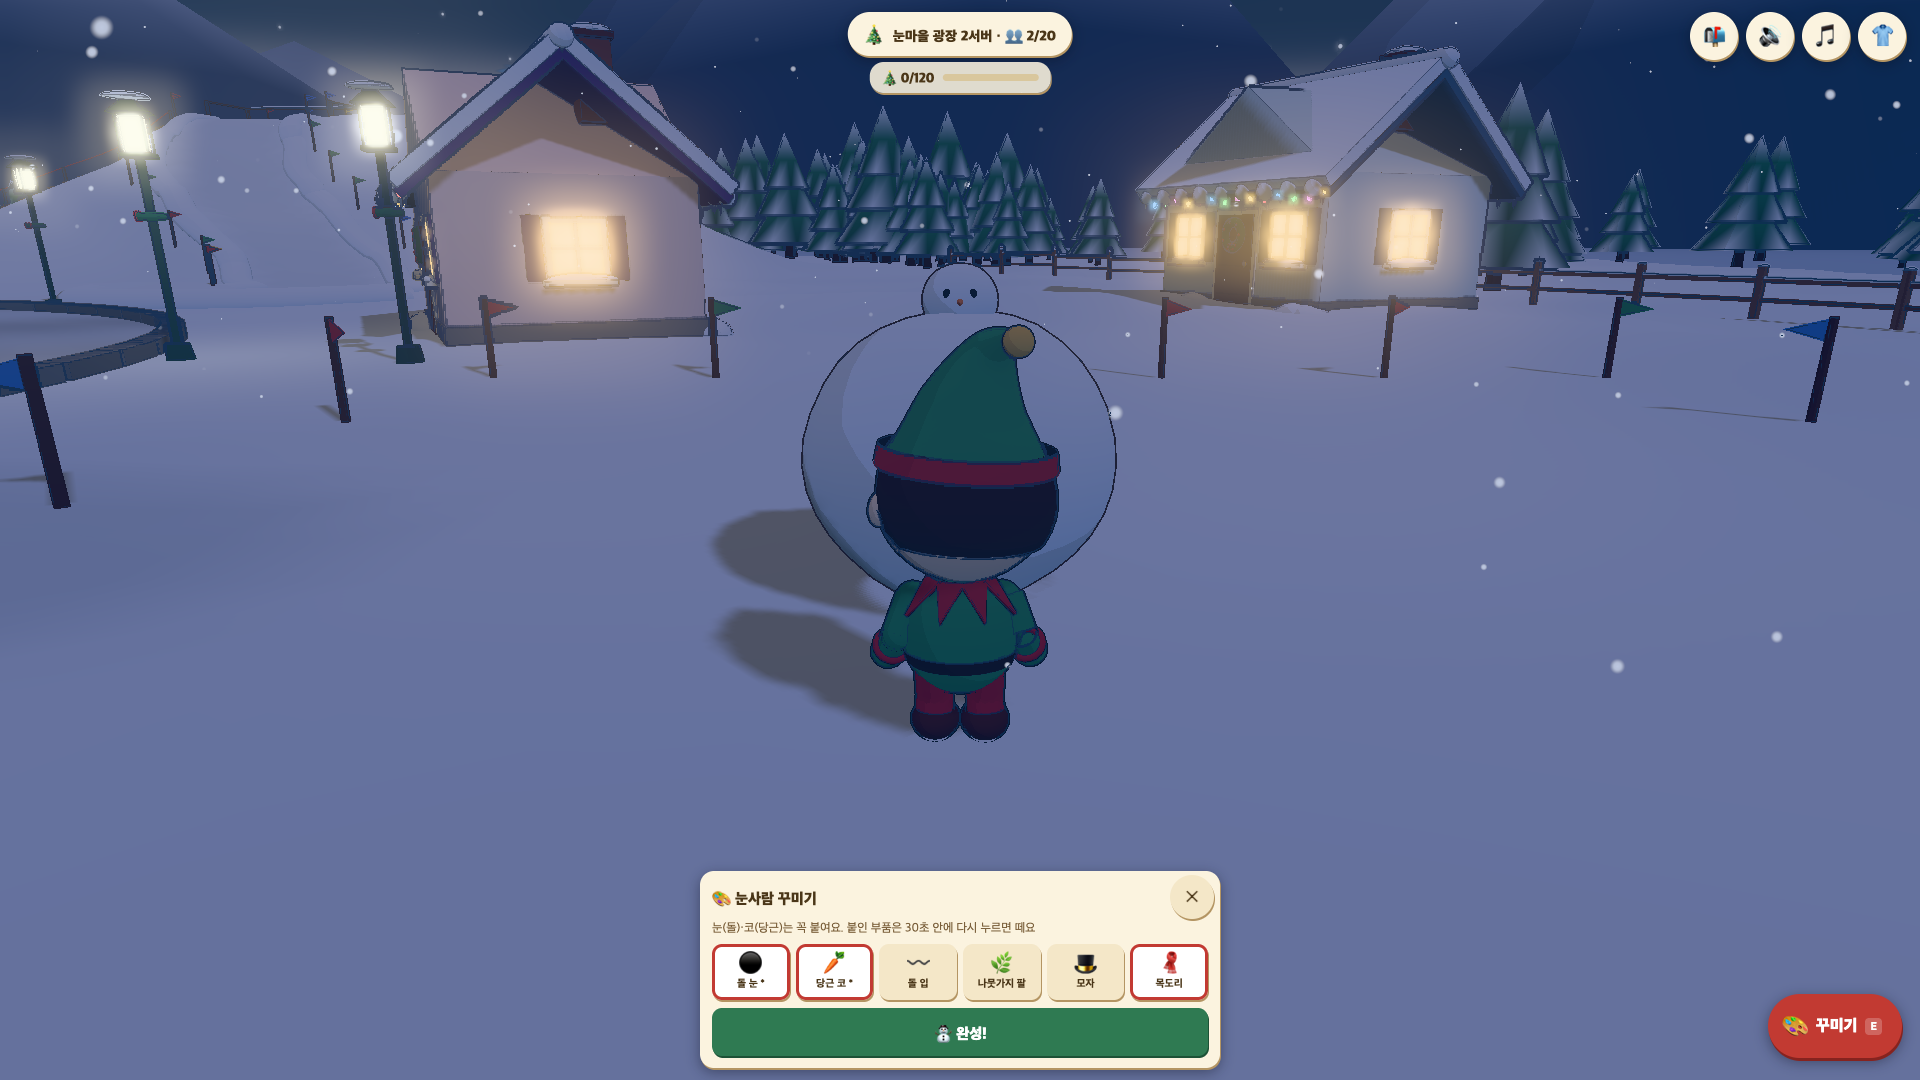 눈마을 광장 2서버 · 2/20
0/120
눈사람 꾸미기
눈(돌)·코(당근)는 꼭 붙여요. 붙인 부품은 30초 안에 다시 누르면 떼요
돌 눈 *
당근 코 *
돌 입
나뭇가지 팔
모자
목도리
완성!
꾸미기 E